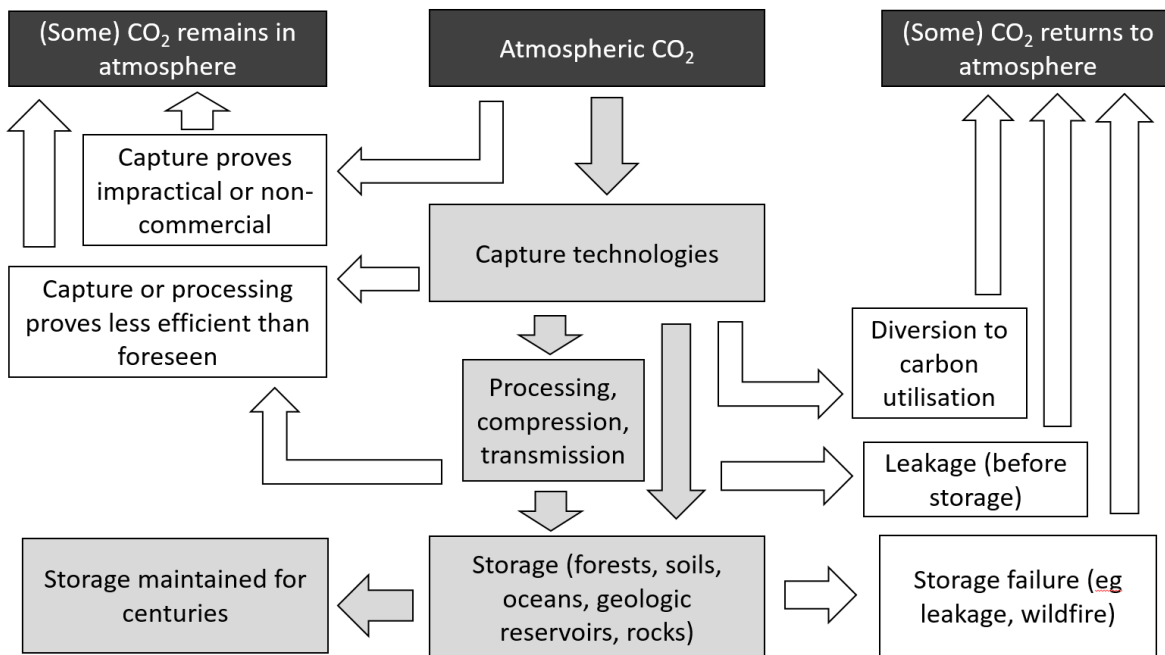 (Some) CO₂ remains in
atmosphere
Atmospheric CO₂
(Some) CO₂ returns to
atmosphere
Capture proves
impractical or non-
commercial
Capture technologies
Capture or processing
proves less efficient than
foreseen
Diversion to
carbon
utilisation
Processing,
compression,
transmission
Leakage (before
storage)
Storage maintained for
centuries
Storage (forests, soils,
oceans, geologic
reservoirs, rocks)
Storage failure (eg
leakage, wildfire)